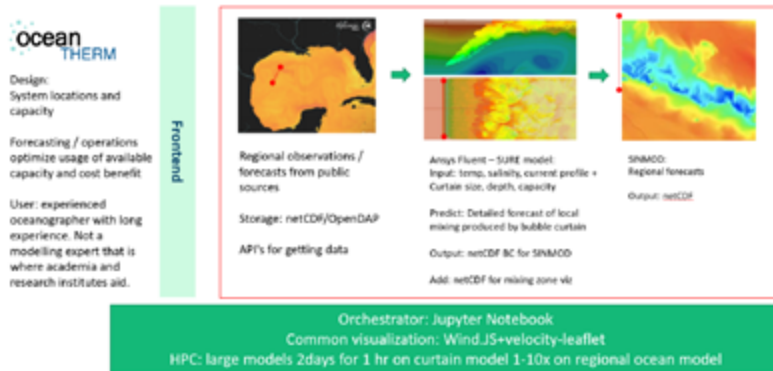 ocean
THERM
Design:
System locations and
capacity
Forecasting / operations
optimize usage of available
capacity and cost benefit
User: experienced
oceanographer with long
experience. Not a
modelling expert that is
where academia and
research institutes aid.
Frontend
Regional observations /
forecasts from public
sources
Storage: netCDF/OpenDAP
API's for getting data
Ansys Fluent – SURE model:
Input: temp, salinity, current profile +
Curtain size, depth, capacity
Predict: Detailed forecast of local
mixing produced by bubble curtain
Output: netCDF BC for SINMOD
Add: netCDF for mixing zone viz
SINMOD:
Regional forecasts
Output: netCDF
Orchestrator: Jupyter Notebook
Common visualization: Wind.JS+velocity-leaflet
HPC: large models 2days for 1 hr on curtain model 1-10x on regional ocean model